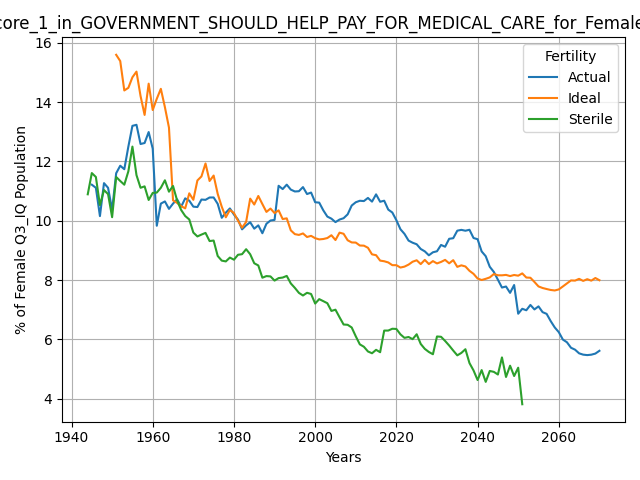 core_1_in_GOVERNMENT_SHOULD_HELP_PAY_FOR_MEDICAL_CARE_for_Female
16
14
12
10
8
6
4
% of Female Q3_IQ Population
Fertility
Actual
Ideal
Sterile
1940
1960
1980
2000
2020
2040
2060
Years